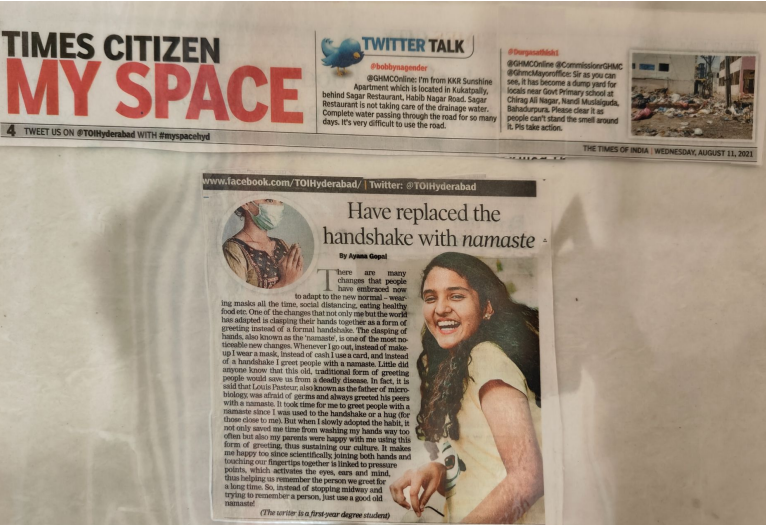 TIMES CITIZEN
MY SPACE
4 TWEET US ON @TOIHyderabad WITH #myspacehyd
TWITTER TALK
#bobbynagender
@GHMCOnline: I'm from KKR Sunshine
Apartment which is located in Kukatpally,
behind Sagar Restaurant, Habib Nagar Road. Sagar
Restaurant is not taking care of the drainage water.
Complete water passing through the road for so many
days. It's very difficult to use the road.
@GHMCOnline @CommissionrGHMC
@GhmcMayoroffice: Sir as you can
see, it has become a dump yard for
locals near Govt Primary school at
Chirag Ali Nagar, Nandi Muslaiguda,
Bahadurpura. Please clear it as
people can't stand the smell around
it. Pls take action.
THE TIMES OF INDIA | WEDNESDAY, AUGUST 11, 2021
www.facebook.com/TOIHyderabad/ | Twitter: @TOIHyderabad
Have replaced the
handshake with namaste
By Ayana Gopal
There are many
changes that people
have embraced now
to adapt to the new normal – wear-
ing masks all the time, social distancing, eating healthy
food etc. One of the changes that not only me but the world
has adapted is clasping their hands together as a form of
greeting instead of a formal handshake. The clasping of
hands, also known as the 'namaste', is one of the most no-
ticeable new changes. Whenever I go out, instead of make-
up I wear a mask, instead of cash I use a card, and instead
of a handshake I greet people with a namaste. Little did
anyone know that this old, traditional form of greeting
people would save us from a deadly disease. In fact, it is
said that Louis Pasteur, also known as the father of micro-
biology, was afraid of germs and always greeted his peers
with a namaste. It took time for me to greet people with a
namaste since I was used to the handshake or a hug (for
those close to me). But when I slowly adopted the habit, it
not only saved me time from washing my hands way too
often but also my parents were happy with me using this
form of greeting, thus sustaining our culture. It makes
me happy too since scientifically, joining both hands and
touching our fingertips together is linked to pressure
points, which activates the eyes, ears and mind,
thus helping us remember the person we greet for
a long time. So, instead of stopping midway and
trying to remember a person, just use a good old
namaste!
(The writer is a first-year degree student)